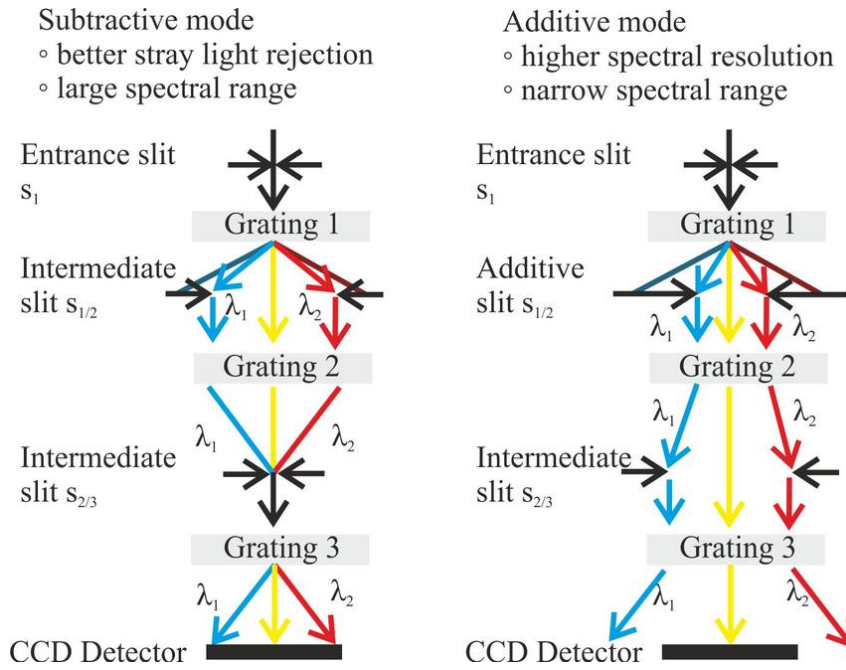 Subtractive mode
◦ better stray light rejection
◦ large spectral range
Entrance slit
s₁
Grating 1
Intermediate
slit s₁/₂
λ₁
λ₂
Grating 2
λ₁
λ₂
Intermediate
slit s₂/₃
Grating 3
λ₁
λ₂
CCD Detector
Additive mode
◦ higher spectral resolution
◦ narrow spectral range
Entrance slit
s₁
Grating 1
Additive
slit s₁/₂
λ₁
λ₂
Grating 2
λ₁
λ₂
Intermediate
slit s₂/₃
Grating 3
λ₁
λ₂
CCD Detector